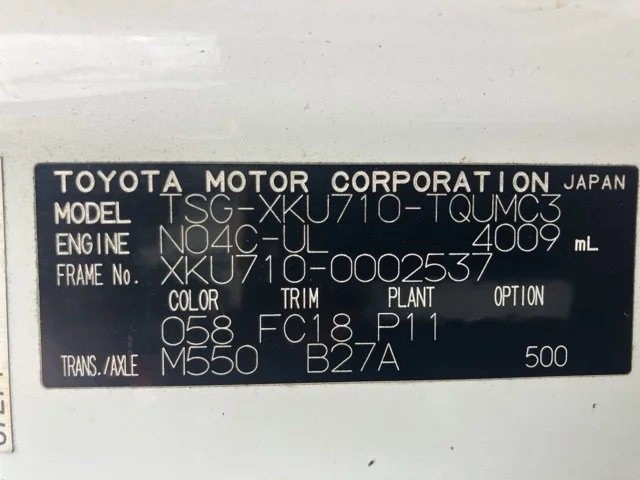 TOYOTA MOTOR CORPORATION JAPAN
MODEL TSG-XKU710-TQUMC3
ENGINE N04C-UL 4009 mL
FRAME No. XKU710-0002537
COLOR TRIM PLANT OPTION
058 FC18 P11
TRANS./AXLE M550 B27A 500